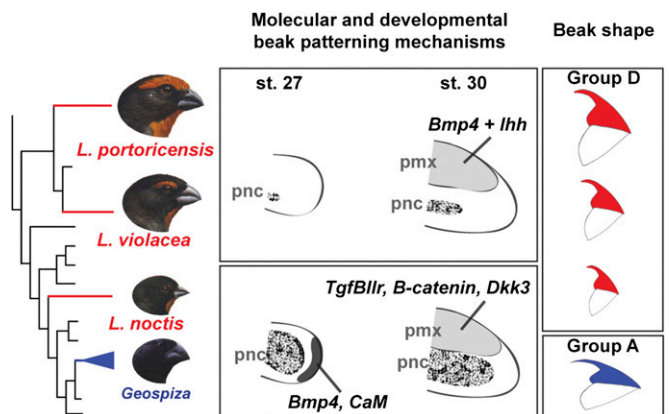 Molecular and developmental
beak patterning mechanisms
Beak shape
st. 27
st. 30
Group D
L. portoricensis
Bmp4 + Ihh
pmx
pnc
pnc
L. violacea
TgfBllr, B-catenin, Dkk3
pmx
L. noctis
pnc
pnc
Group A
Geospiza
Bmp4, CaM